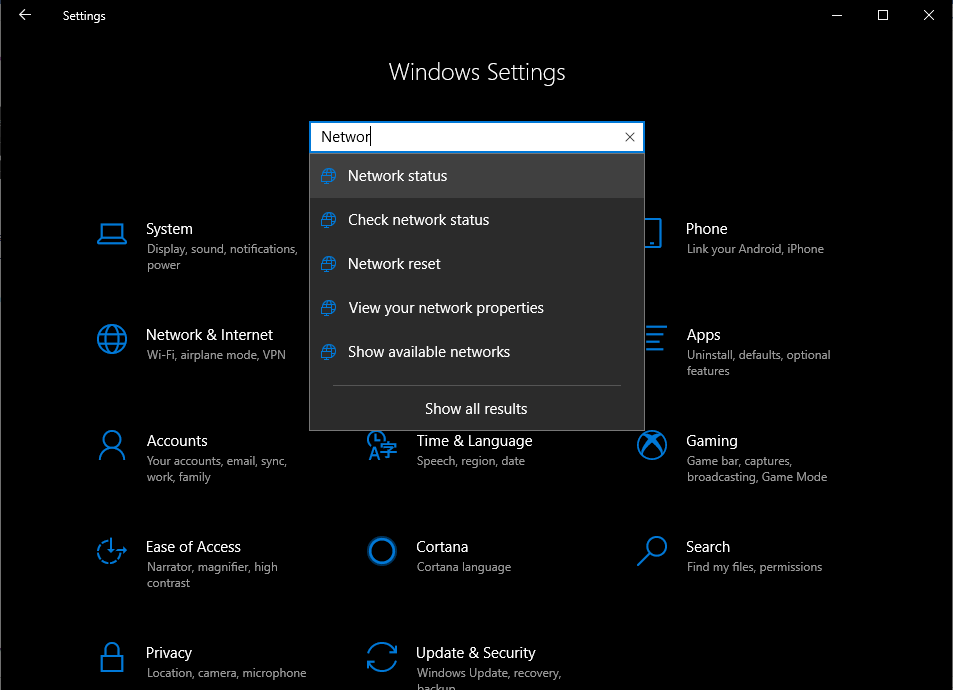 Settings
Windows Settings
Networ
Network status
Check network status
Network reset
View your network properties
Show available networks
Show all results
System
Display, sound, notifications,
power
Phone
Link your Android, iPhone
Network & Internet
Wi-Fi, airplane mode, VPN
Apps
Uninstall, defaults, optional
features
Accounts
Your accounts, email, sync,
work, family
Time & Language
Speech, region, date
Gaming
Game bar, captures,
broadcasting, Game Mode
Ease of Access
Narrator, magnifier, high
contrast
Cortana
Cortana language
Search
Find my files, permissions
Privacy
Location, camera, microphone
Update & Security
Windows Update, recovery,
backup